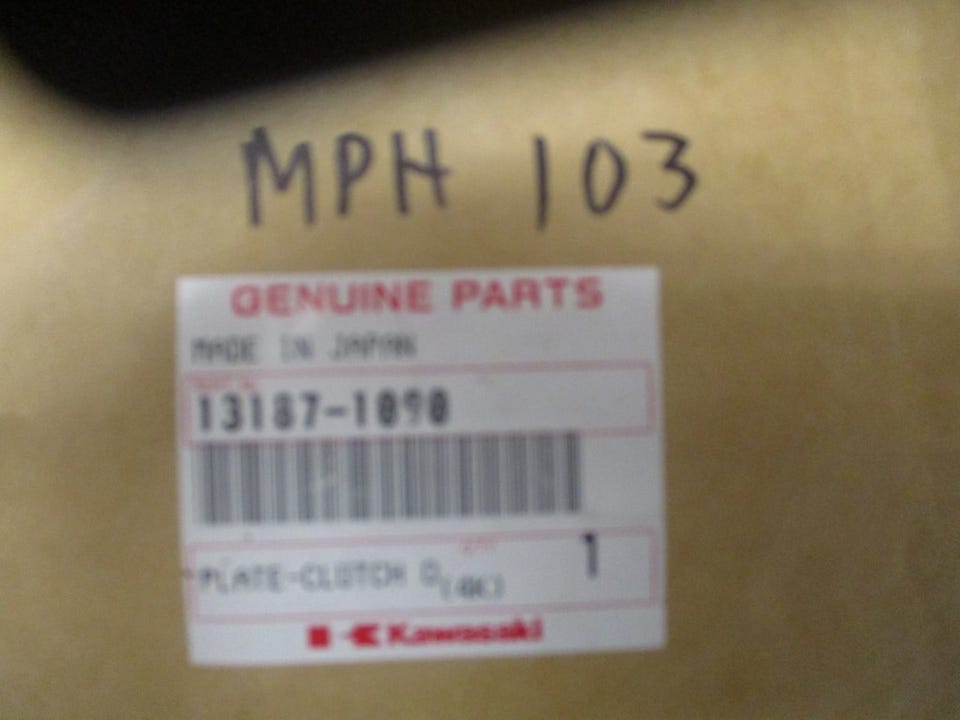 MPH 103
GENUINE PARTS
MADE IN JAPAN
13187-1090
PLATE-CLUTCH O
1
Kawasaki